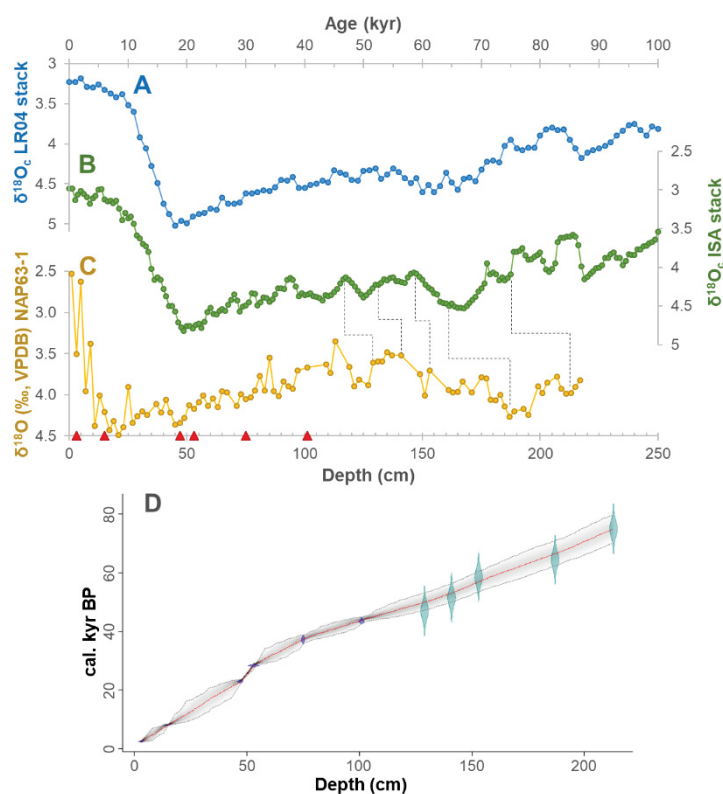 Age (kyr)
0 10 20 30 40 50 60 70 80 90 100
A
δ¹⁸Oc LR04 stack
3
3.5
4
4.5
5
B
δ¹⁸Oc ISA stack
2.5
3
3.5
4
4.5
5
C
δ¹⁸O (‰, VPDB) NAP63-1
2.5
3.0
3.5
4.0
4.5
0 50 100 150 200 250
Depth (cm)
D
cal. kyr BP
80
60
40
20
0
0 50 100 150 200
Depth (cm)